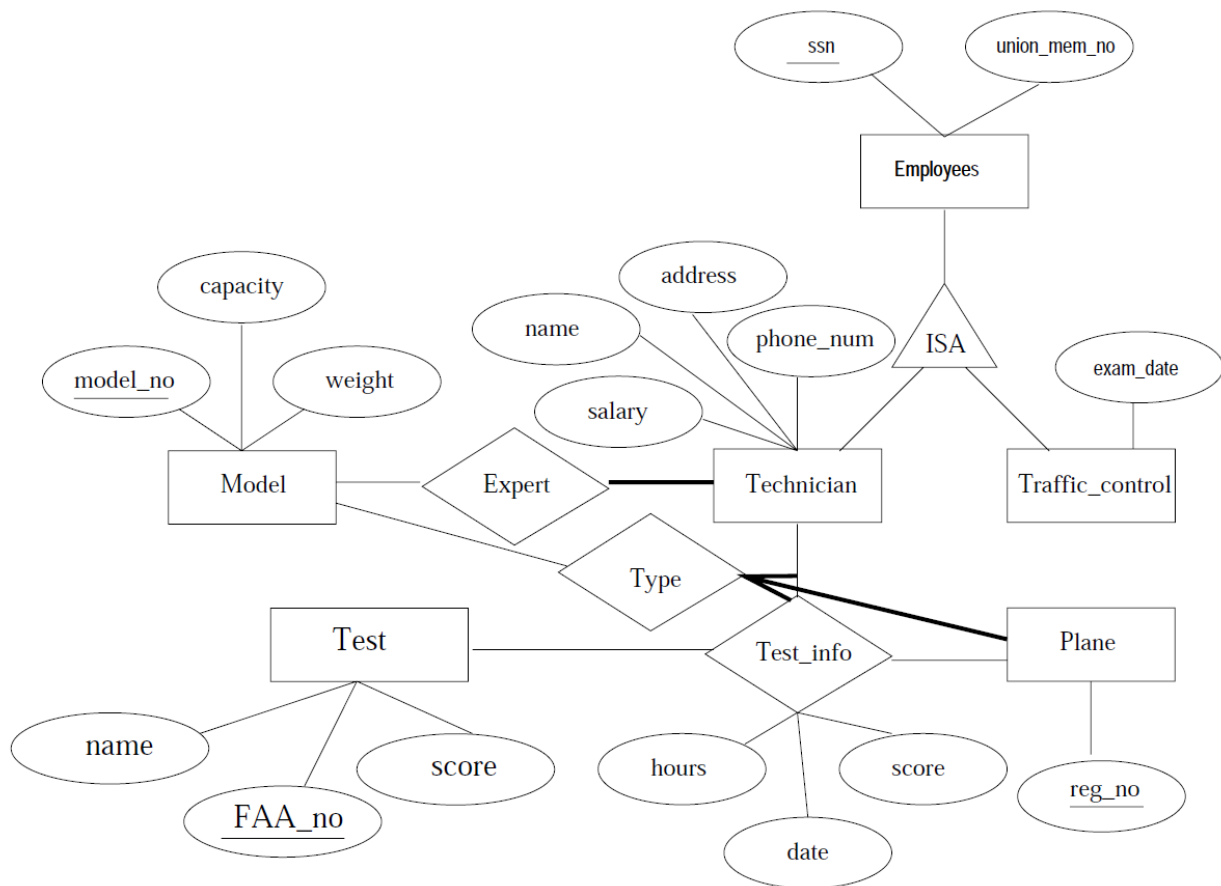 ssn
union_mem_no
Employees
capacity
address
name
phone_num
ISA
exam_date
model_no
weight
salary
Model
Expert
Technician
Traffic_control
Type
Test
Test_info
Plane
name
score
hours
score
FAA_no
reg_no
date